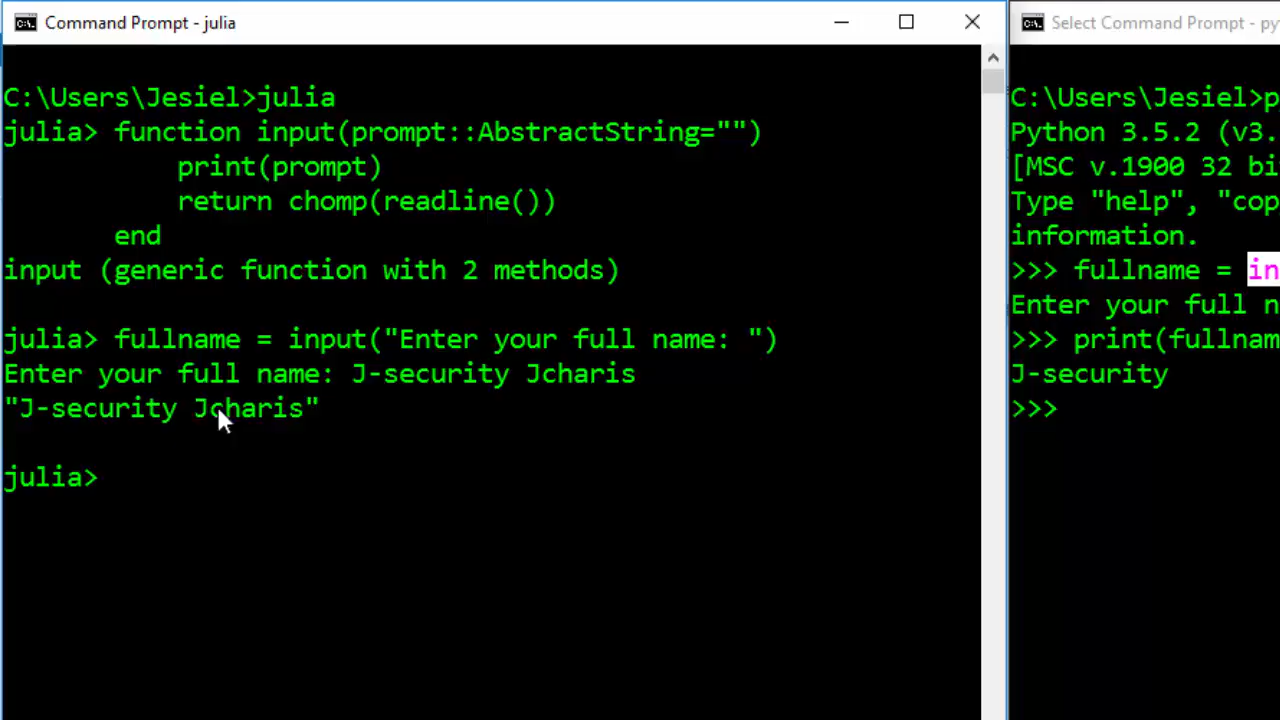 Command Prompt - julia
C:\Users\Jesiel>julia
julia> function input(prompt::AbstractString="")
print(prompt)
return chomp(readline())
end
input (generic function with 2 methods)
julia> fullname = input("Enter your full name: ")
Enter your full name: J-security Jcharis
"J-security Jcharis"
julia>
Select Command Prompt - py
C:\Users\Jesiel>p
Python 3.5.2 (v3.
[MSC v.1900 32 bi
Type "help", "cop
information.
>>> fullname = in
Enter your full n
>>> print(fullnam
J-security
>>>